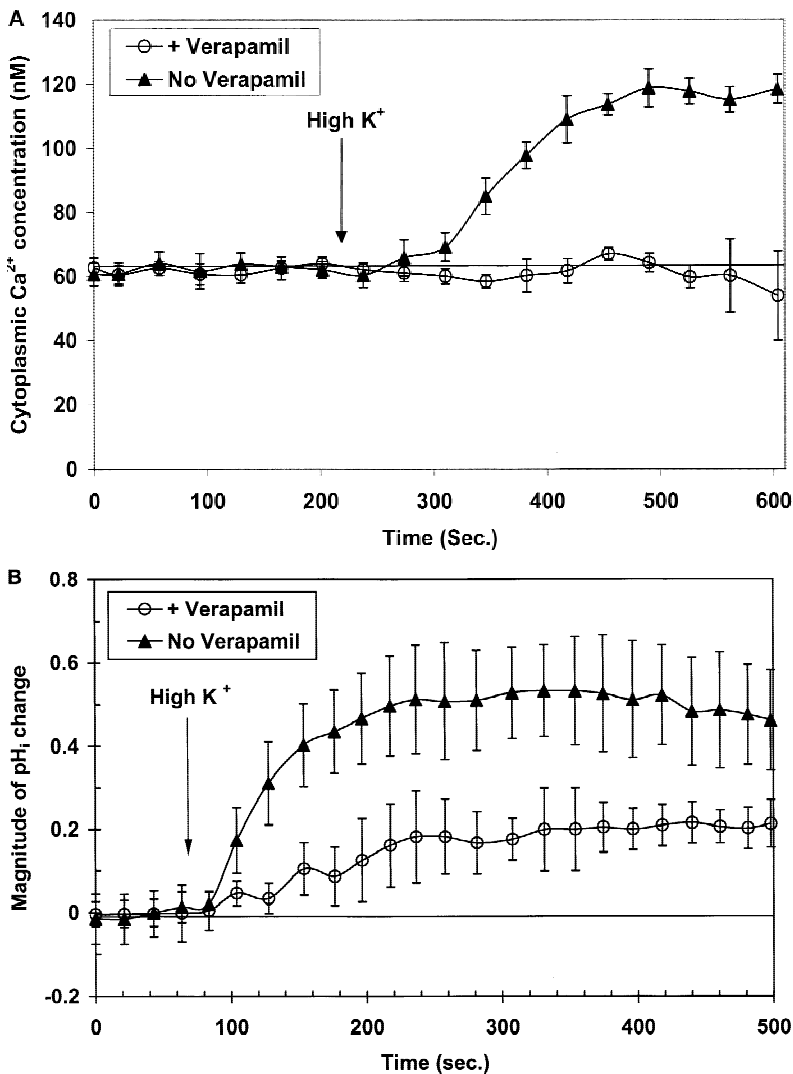 A
140
120
100
80
60
40
20
0
Cytoplasmic Ca2+ concentration (nM)
+ Verapamil
No Verapamil
High K+
0 100 200 300 400 500 600
Time (Sec.)
B
0.8
0.6
0.4
0.2
0
-0.2
Magnitude of pHi change
+ Verapamil
No Verapamil
High K +
0 100 200 300 400 500
Time (sec.)